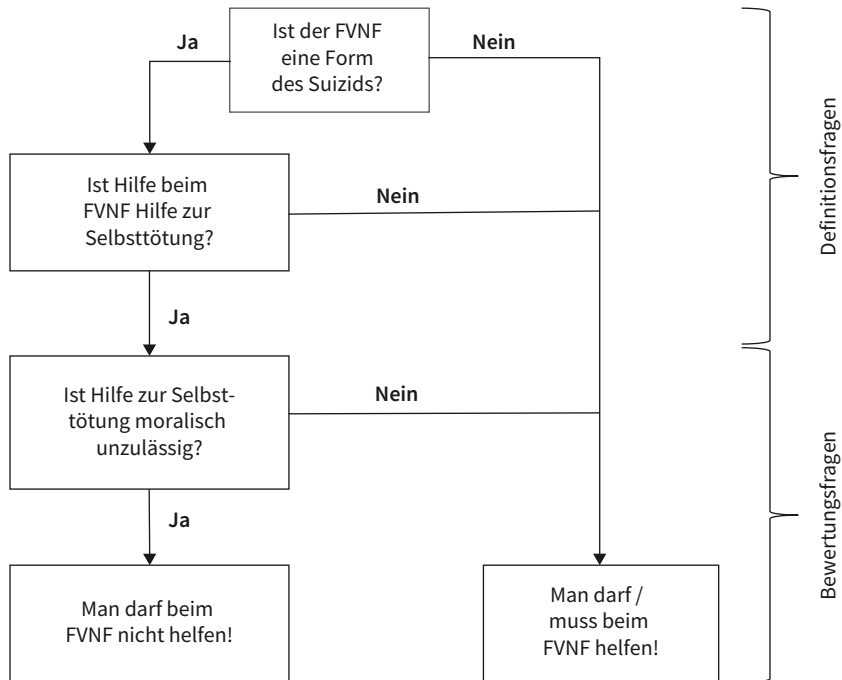 Ist der FVNF
eine Form
des Suizids?
Ja
Nein
Ist Hilfe beim
FVNF Hilfe zur
Selbsttötung?
Nein
Ja
Ist Hilfe zur Selbst-
tötung moralisch
unzulässig?
Nein
Ja
Man darf beim
FVNF nicht helfen!
Man darf /
muss beim
FVNF helfen!
Definitionsfragen
Bewertungsfragen